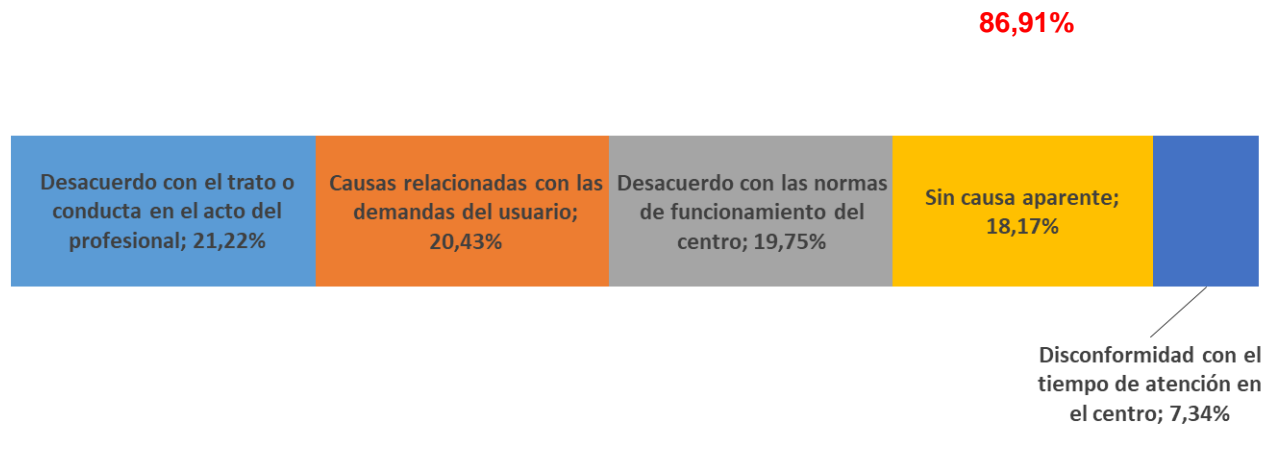 86,91%
Desacuerdo con el trato o
conducta en el acto del
profesional; 21,22%
Causas relacionadas con las
demandas del usuario;
20,43%
Desacuerdo con las normas
de funcionamiento del
centro; 19,75%
Sin causa aparente;
18,17%
Disconformidad con el
tiempo de atención en
el centro; 7,34%